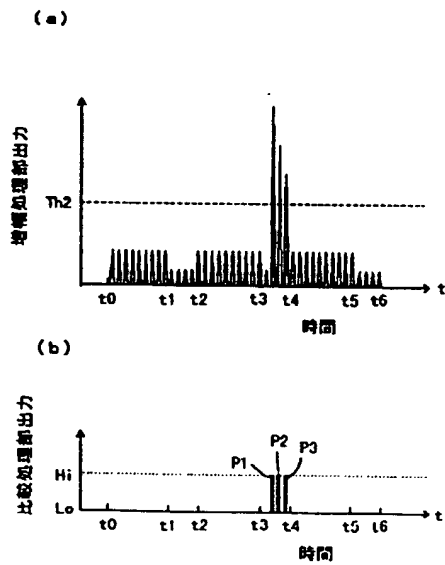 (a)
増幅処理部出力
Th2
t0 t1 t2 t3 t4 t5 t6
t
時間
(b)
比較処理部出力
P1 P2 P3
Hi
Lo
t0 t1 t2 t3 t4 t5 t6
t
時間